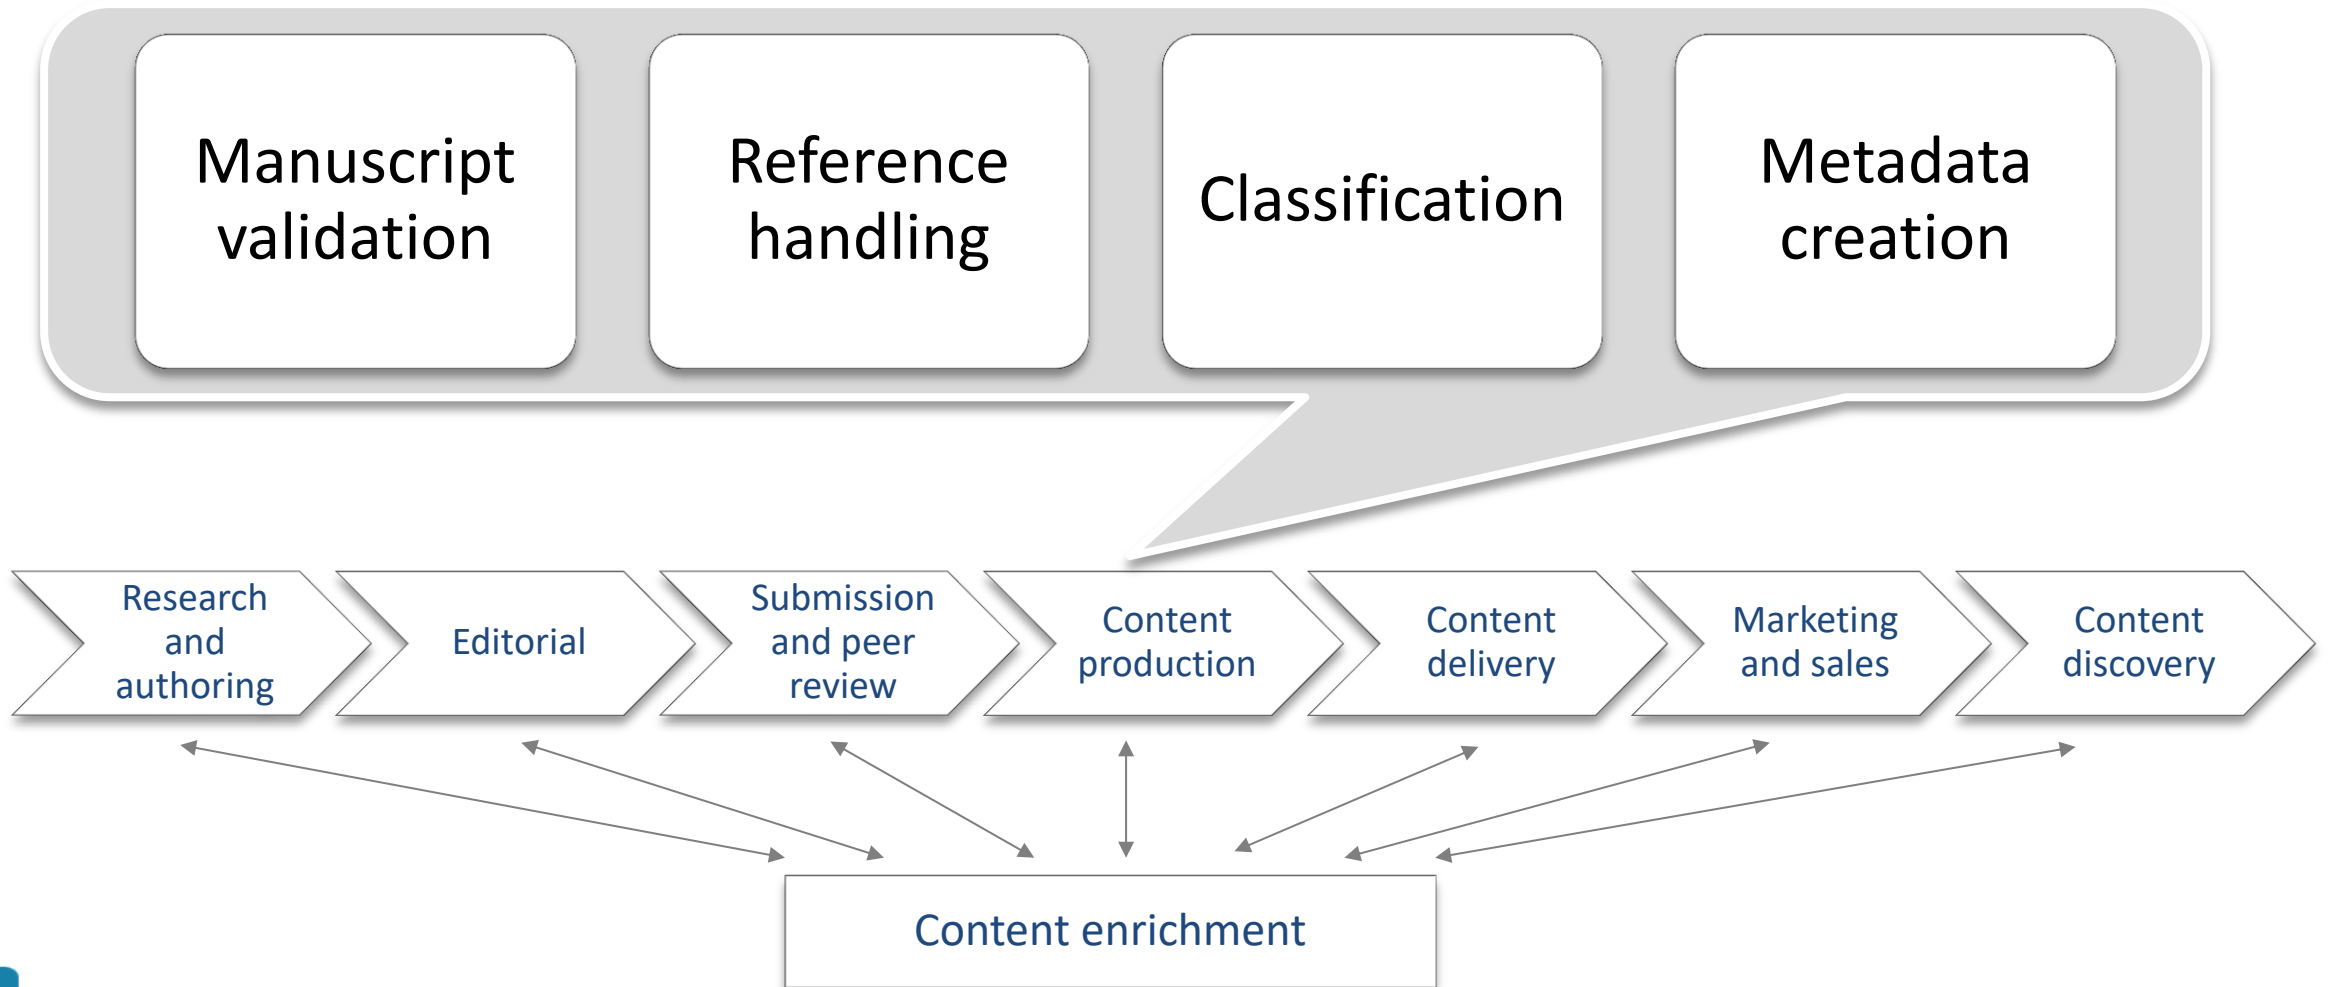 Manuscript
validation
Reference
handling
Classification
Metadata
creation
Research
and
authoring
Editorial
Submission
and peer
review
Content
production
Content
delivery
Marketing
and sales
Content
discovery
Content enrichment